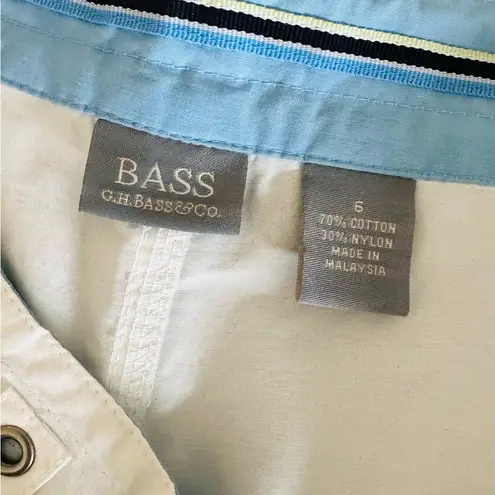 BASS
G.H.BASS&CO.
6
70% COTTON
30% NYLON
MADE IN
MALAYSIA